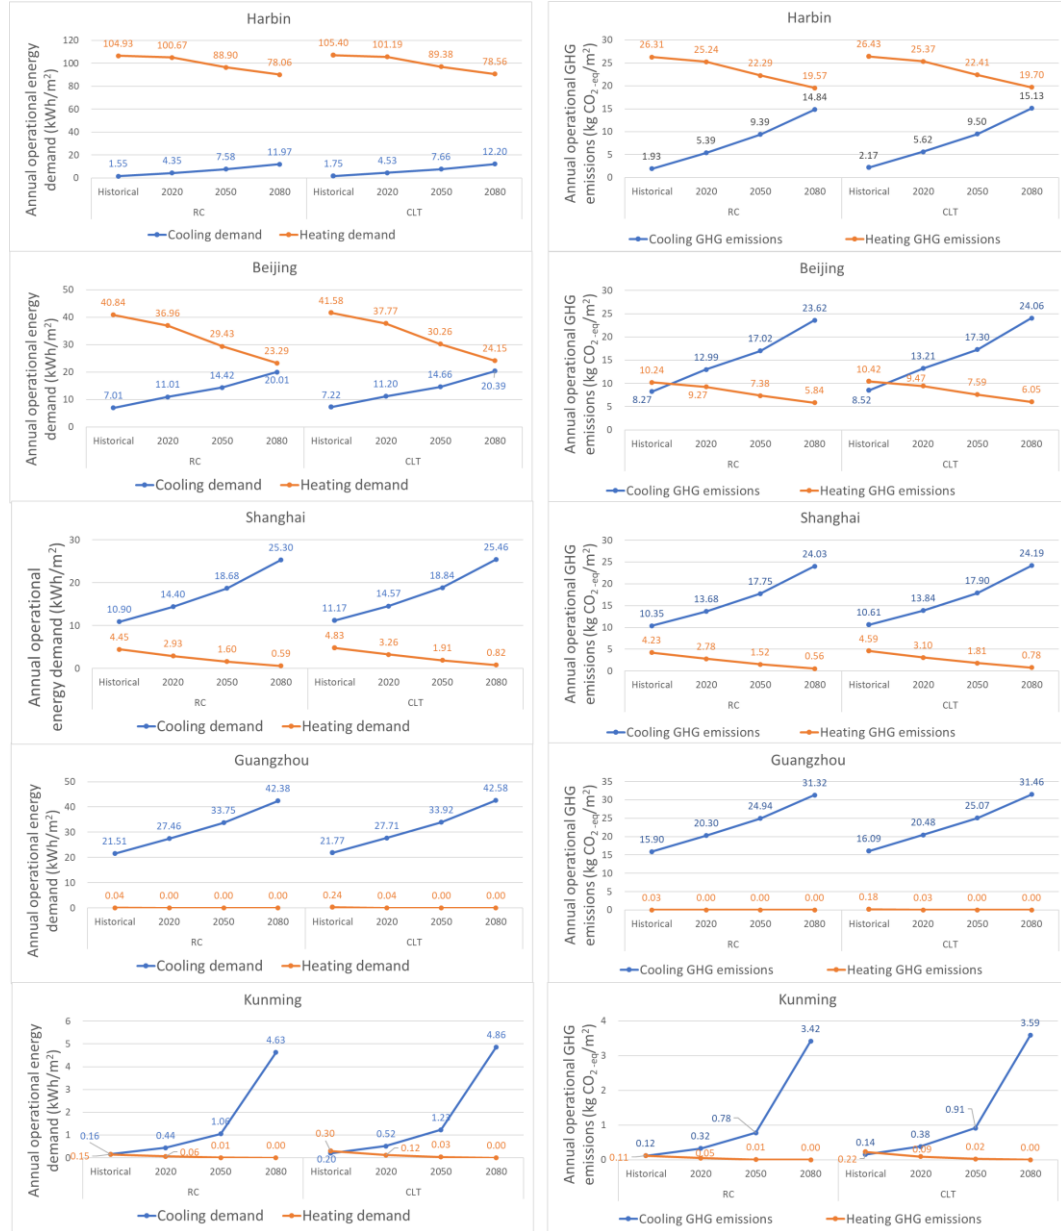 Harbin
Annual operational energy
demand (kWh/m²)
120
100
80
60
40
20
0
104.93 100.67 88.90 78.06 105.40 101.19 89.38 78.56
1.55 4.35 7.58 11.97 1.75 4.53 7.66 12.20
Historical 2020 2050 2080 Historical 2020 2050 2080
RC CLT
Cooling demand Heating demand
Harbin
Annual operational GHG
emissions (kg CO₂-eq/m²)
30
25
20
15
10
5
0
26.31 25.24 22.29 19.57 26.43 25.37 22.41 19.70
1.93 5.39 9.39 14.84 2.17 5.62 9.50 15.13
Historical 2020 2050 2080 Historical 2020 2050 2080
RC CLT
Cooling GHG emissions Heating GHG emissions
Beijing
Annual operational energy
demand (kWh/m²)
50
40
30
20
10
0
40.84 36.96 29.43 23.29 41.58 37.77 30.26 24.15
7.01 11.01 14.42 20.01 7.22 11.20 14.66 20.39
Historical 2020 2050 2080 Historical 2020 2050 2080
RC CLT
Cooling demand Heating demand
Beijing
Annual operational GHG
emissions (kg CO₂-eq/m²)
30
25
20
15
10
5
0
8.27 12.99 17.02 23.62 8.52 13.21 17.30 24.06
10.24 9.27 7.38 5.84 10.42 9.47 7.59 6.05
Historical 2020 2050 2080 Historical 2020 2050 2080
RC CLT
Cooling GHG emissions Heating GHG emissions
Shanghai
Annual operational
energy demand (kWh/m²)
30
20
10
0
10.90 14.40 18.68 25.30 11.17 14.57 18.84 25.46
4.45 2.93 1.60 0.59 4.83 3.26 1.91 0.82
Historical 2020 2050 2080 Historical 2020 2050 2080
RC CLT
Cooling demand Heating demand
Shanghai
Annual operational GHG
emissions (kg CO₂-eq/m²)
30
25
20
15
10
5
0
10.35 13.68 17.75 24.03 10.61 13.84 17.90 24.19
4.23 2.78 1.52 0.56 4.59 3.10 1.81 0.78
Historical 2020 2050 2080 Historical 2020 2050 2080
RC CLT
Cooling GHG emissions Heating GHG emissions
Guangzhou
Annual operational energy
demand (kWh/m²)
50
40
30
20
10
0
21.51 27.46 33.75 42.38 21.77 27.71 33.92 42.58
0.04 0.00 0.00 0.00 0.24 0.04 0.00 0.00
Historical 2020 2050 2080 Historical 2020 2050 2080
RC CLT
Cooling demand Heating demand
Guangzhou
Annual operational GHG
emissions (kg CO₂-eq/m²)
35
30
25
20
15
10
5
0
15.90 20.30 24.94 31.32 16.09 20.48 25.07 31.46
0.03 0.00 0.00 0.00 0.18 0.03 0.00 0.00
Historical 2020 2050 2080 Historical 2020 2050 2080
RC CLT
Cooling GHG emissions Heating GHG emissions
Kunming
Annual operational energy
demand (kWh/m²)
6
5
4
3
2
1
0
0.16 0.44 1.06 4.63 0.20 0.52 1.23 4.86
0.15 0.06 0.01 0.00 0.30 0.12 0.03 0.00
Historical 2020 2050 2080 Historical 2020 2050 2080
RC CLT
Cooling demand Heating demand
Kunming
Annual operational GHG
emissions (kg CO₂-eq/m²)
4
3
2
1
0
0.12 0.32 0.78 3.42 0.14 0.38 0.91 3.59
0.11 0.05 0.01 0.00 0.22 0.09 0.02 0.00
Historical 2020 2050 2080 Historical 2020 2050 2080
RC CLT
Cooling GHG emissions Heating GHG emissions